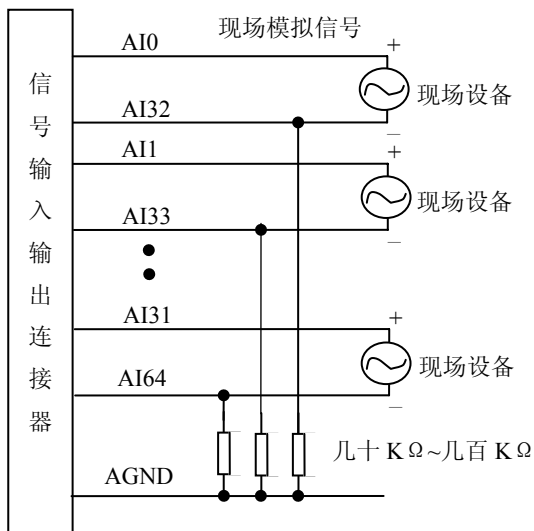 现场模拟信号
AI0
+
现场设备
AI32
−
AI1
+
现场设备
AI33
−
AI31
+
现场设备
AI64
−
几十 K Ω~几百 K Ω
AGND
信号输入输出连接器